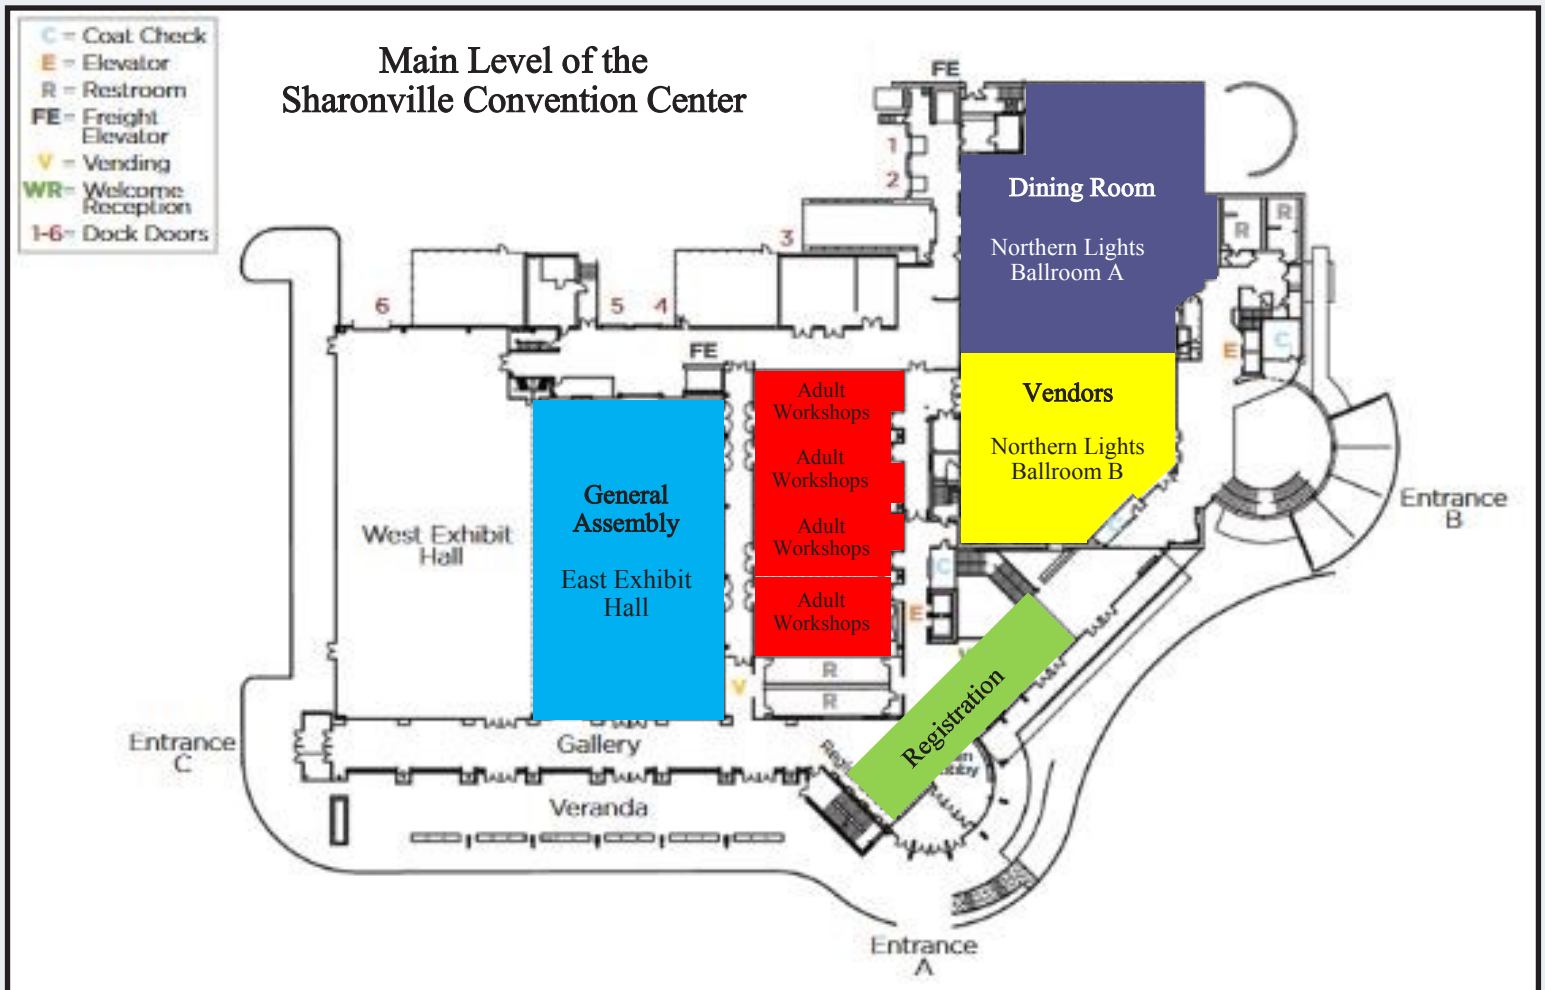 C = Coat Check
E = Elevator
R = Restroom
FE= Freight
Elevator
V = Vending
WR= Welcome
Reception
1-6= Dock Doors
Main Level of the
Sharonville Convention Center
FE
1
2
3
Dining Room
Northern Lights
Ballroom A
R
R
6
5
4
FE
E
C
Vendors
Northern Lights
Ballroom B
C
Adult
Workshops
Adult
Workshops
Adult
Workshops
Adult
Workshops
General
Assembly
East Exhibit
Hall
West Exhibit
Hall
Entrance
B
C
E
V
R
R
Registration
Entrance
C
Gallery
Veranda
Entrance
A